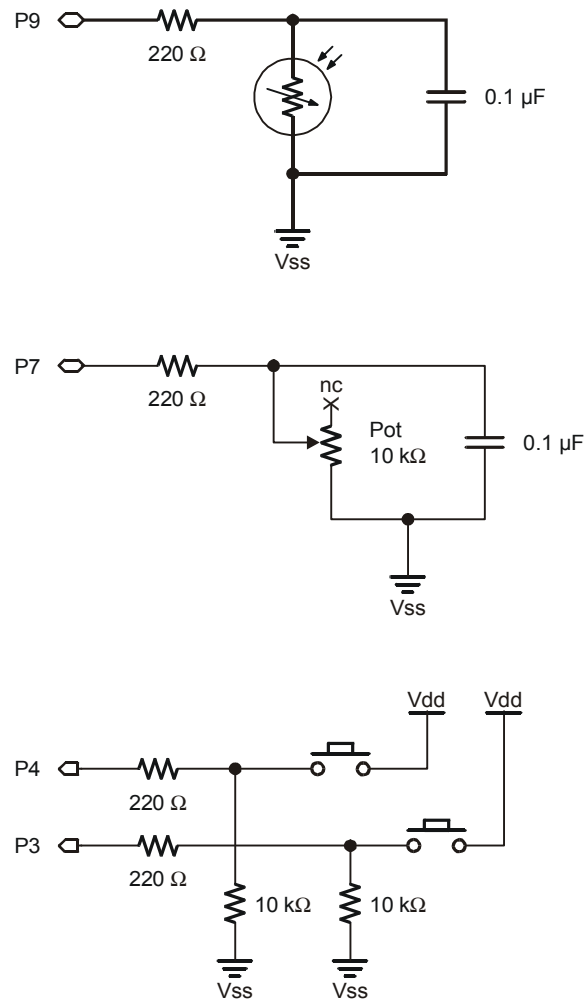 P9
220 Ω
0.1 µF
Vss
P7
220 Ω
nc
Pot
10 kΩ
0.1 µF
Vss
Vdd Vdd
P4
220 Ω
P3
220 Ω
10 kΩ 10 kΩ
Vss Vss